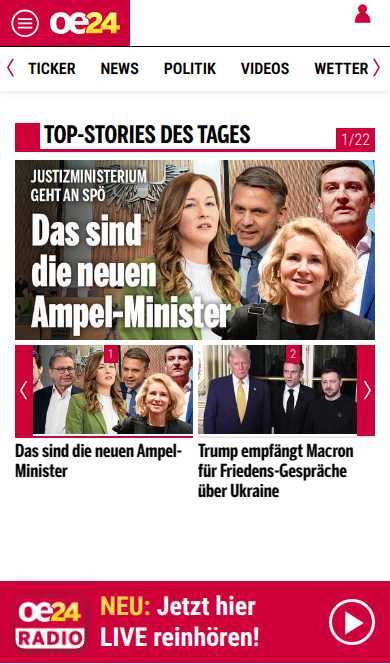 oe24
TICKER NEWS POLITIK VIDEOS WETTER
TOP-STORIES DES TAGES
1/22
JUSTIZMINISTERIUM
GEHT AN SPÖ
Das sind
die neuen
Ampel-Minister
1
2
Das sind die neuen Ampel-
Minister
Trump empfängt Macron
für Friedens-Gespräche
über Ukraine
oe24
RADIO
NEU: Jetzt hier
LIVE reinhören!